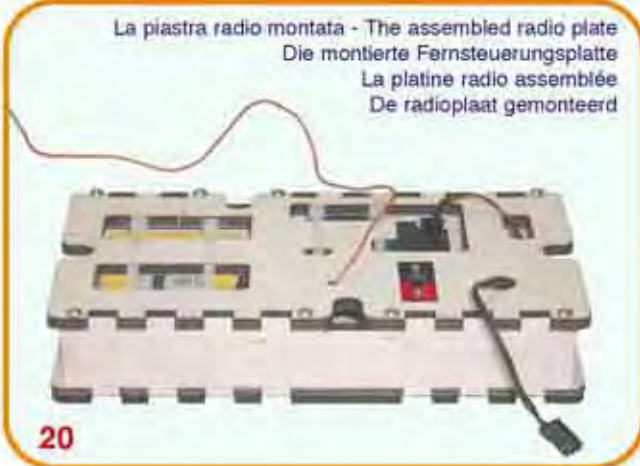 La piastra radio montata - The assembled radio plate
Die montierte Fernsteuerungsplatte
La platine radio assemblée
De radioplaat gemonteerd
20